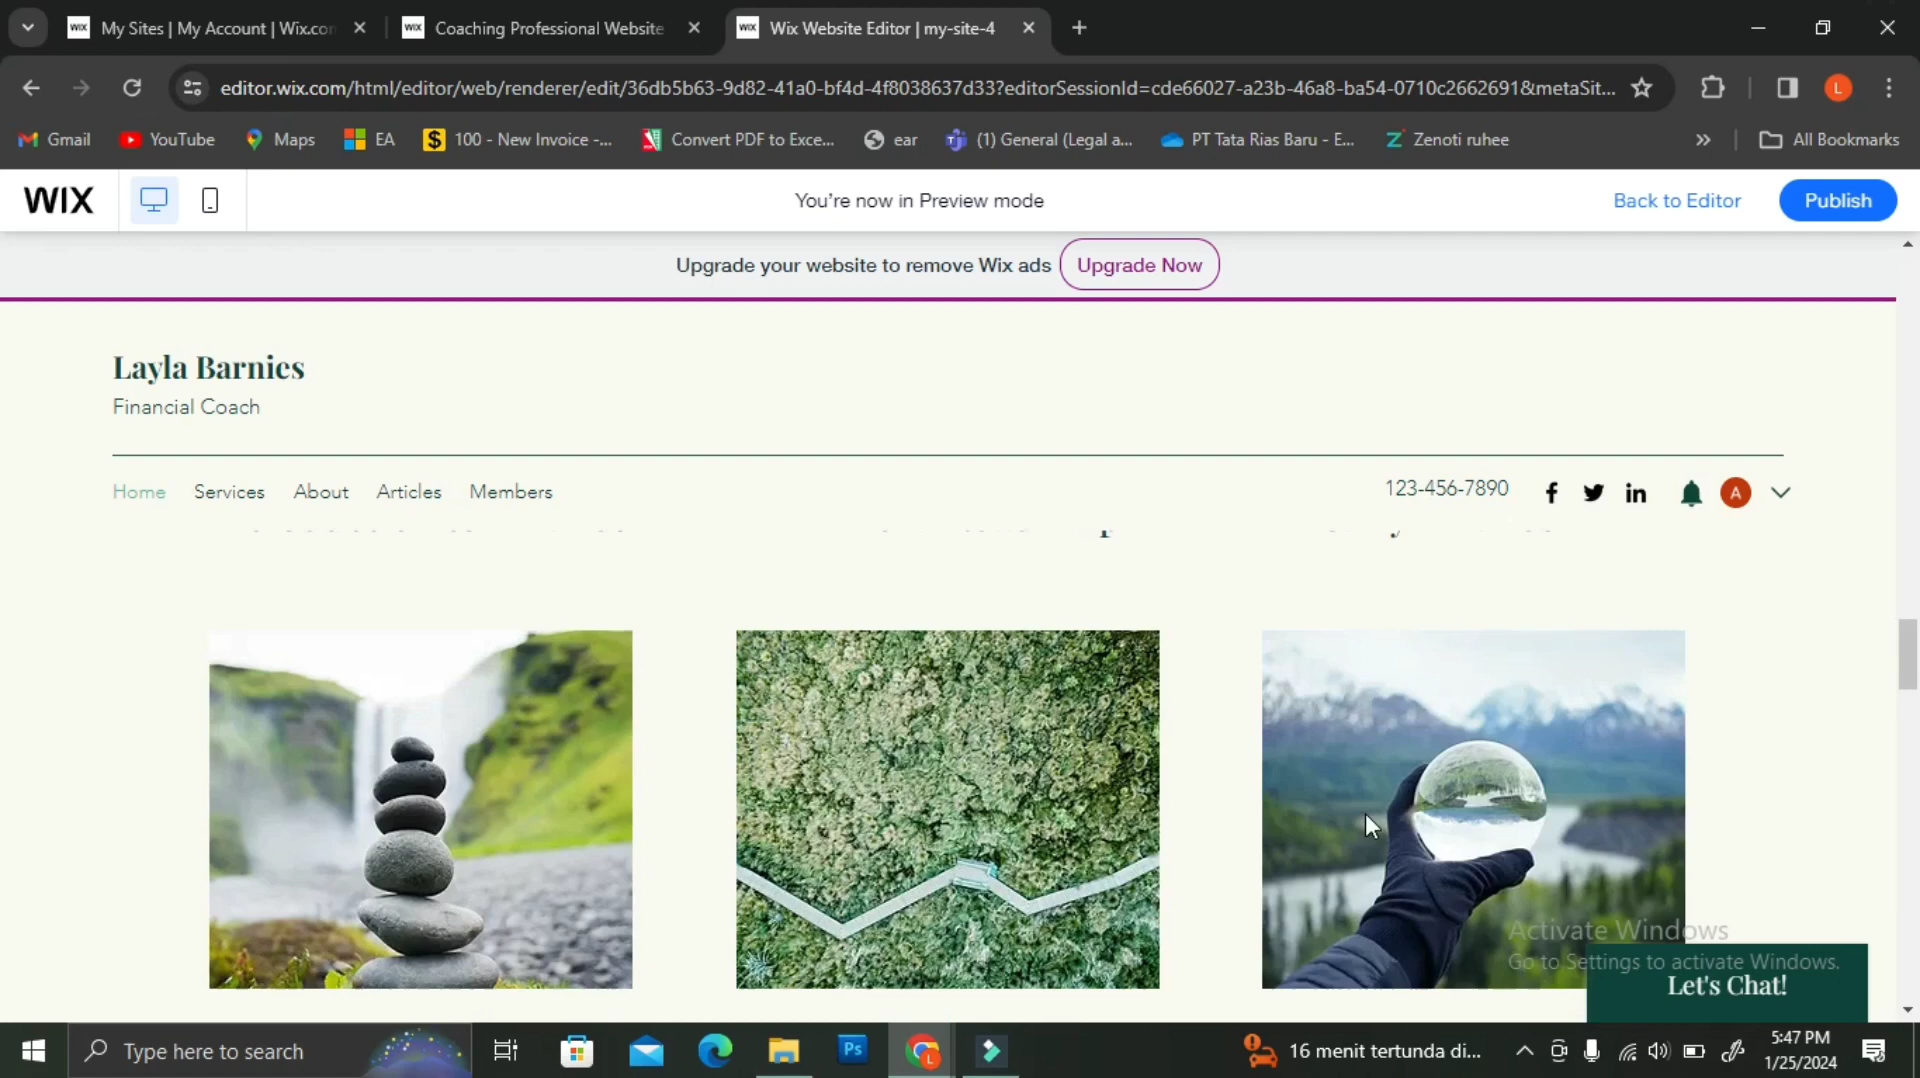 WIX My Sites | My Account | Wix.con
WIX Coaching Professional Website
WIX Wix Website Editor | my-site-4
editor.wix.com/html/editor/web/renderer/edit/36db5b63-9d82-41a0-bf4d-4f8038637d33?editorSessionId=cde66027-a23b-46a8-ba54-0710c2662691&metaSit...
L
Gmail
YouTube
Maps
EA
100 - New Invoice -...
Convert PDF to Exce...
ear
(1) General (Legal a...
PT Tata Rias Baru - E...
Zenoti ruhee
All Bookmarks
WIX
You're now in Preview mode
Back to Editor
Publish
Upgrade your website to remove Wix ads
Upgrade Now
Layla Barnies
Financial Coach
Home Services About Articles Members
123-456-7890
A
Activate Windows
Go to Settings to activate Windows.
Let's Chat!
Type here to search
Ps
L
16 menit tertunda di...
5:47 PM
1/25/2024